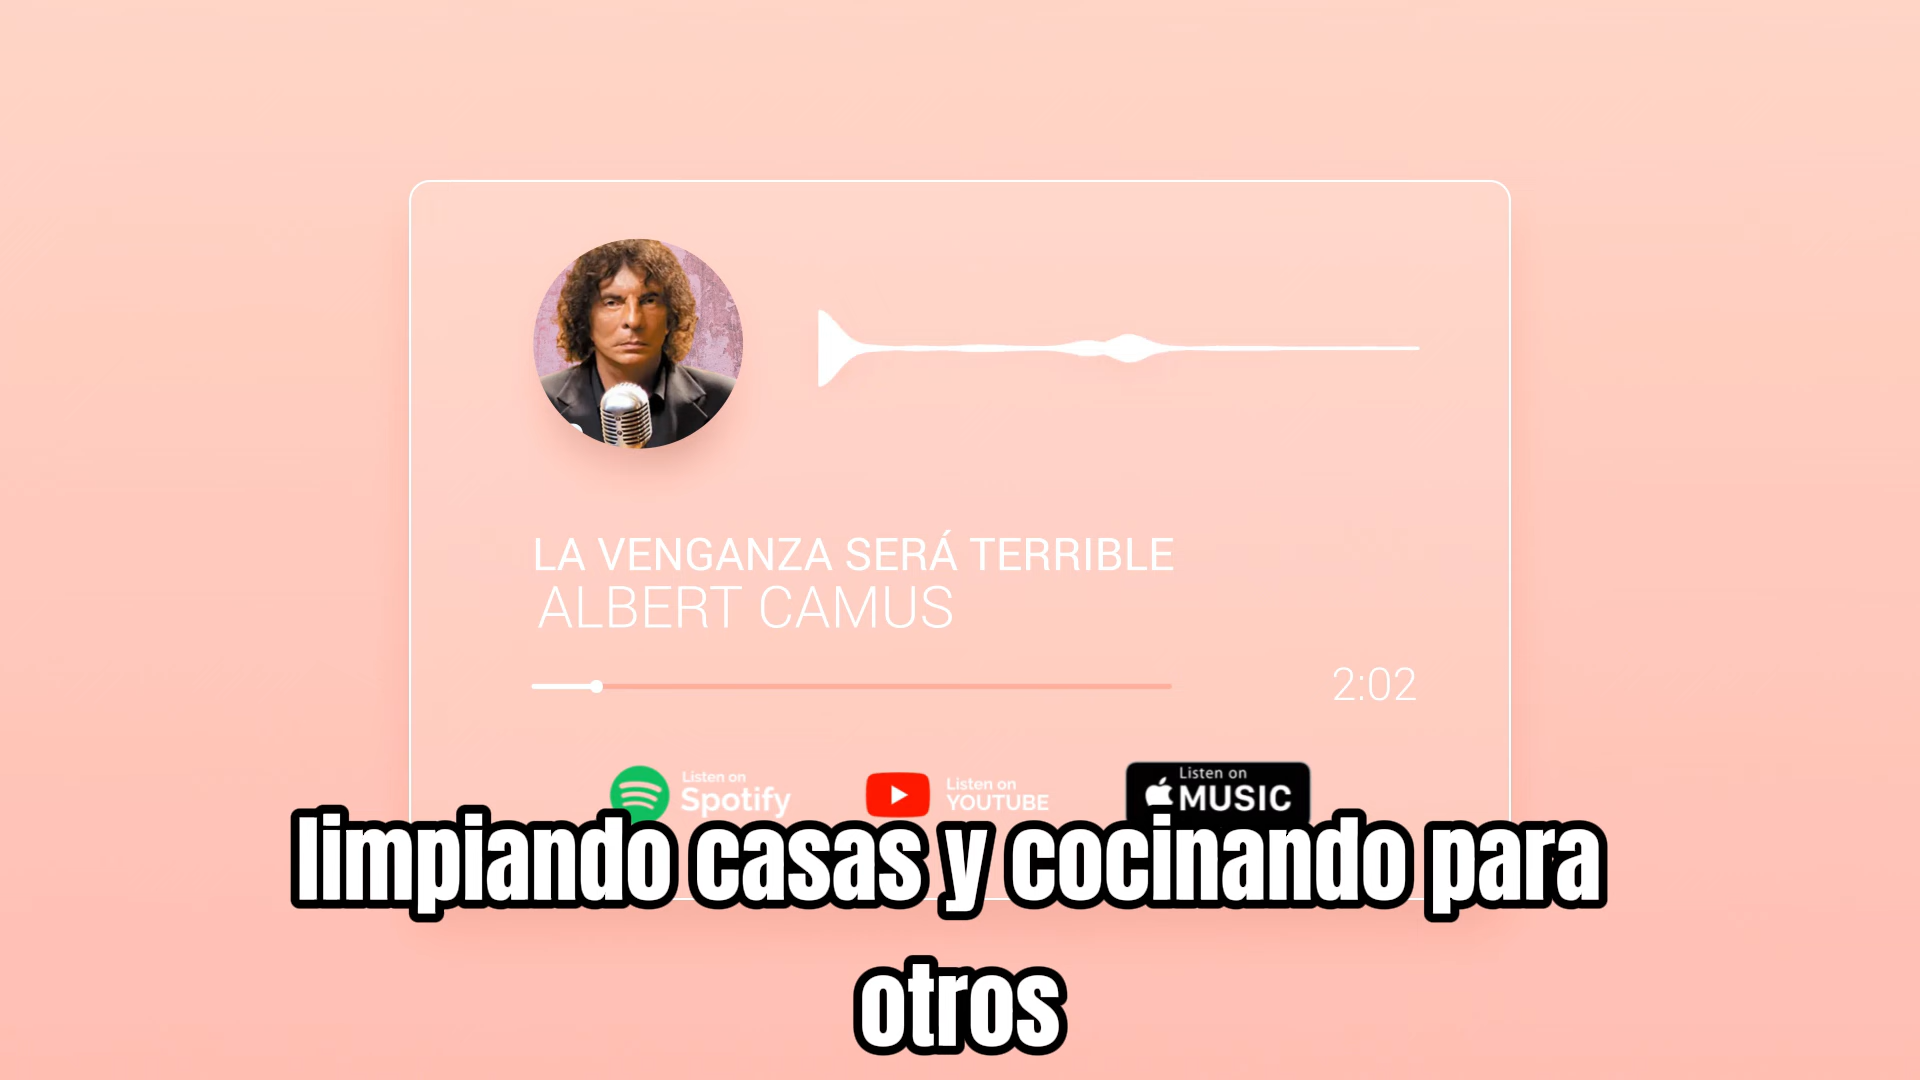 LA VENGANZA SERÁ TERRIBLE
ALBERT CAMUS
2:02
Listen on
Spotify
Listen on
YOUTUBE
Listen on
MUSIC
limpiando casas y cocinando para
otros